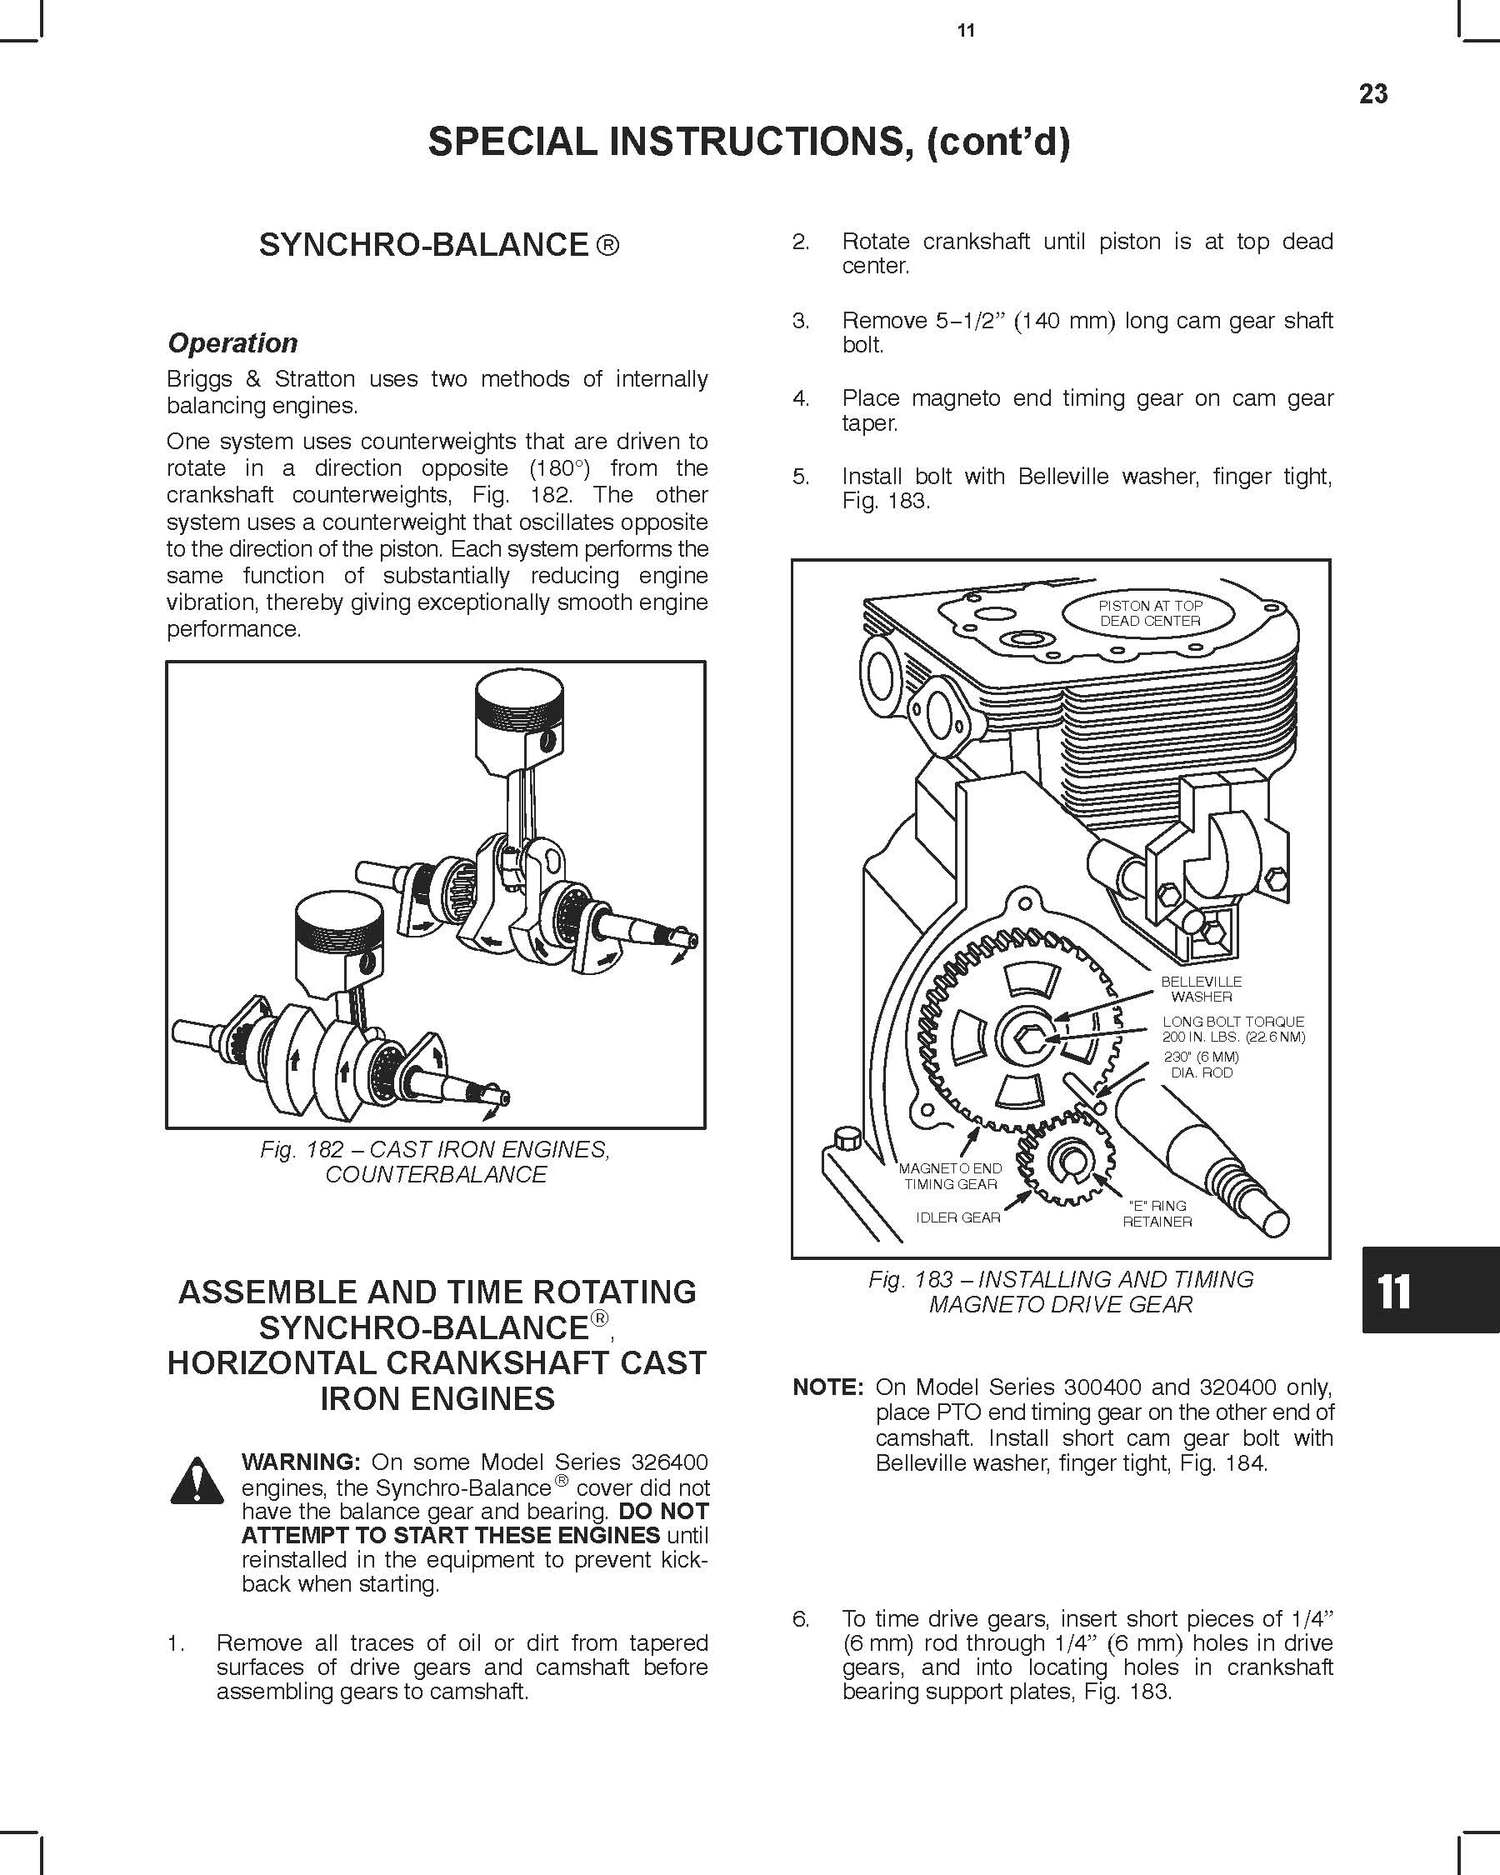 11
23
SPECIAL INSTRUCTIONS, (cont’d)
SYNCHRO-BALANCE ®
Operation
Briggs & Stratton uses two methods of internally
balancing engines.
One system uses counterweights that are driven to
rotate in a direction opposite (180°) from the
crankshaft counterweights, Fig. 182. The other
system uses a counterweight that oscillates opposite
to the direction of the piston. Each system performs the
same function of substantially reducing engine
vibration, thereby giving exceptionally smooth engine
performance.
Fig. 182 – CAST IRON ENGINES,
COUNTERBALANCE
ASSEMBLE AND TIME ROTATING
SYNCHRO-BALANCE®,
HORIZONTAL CRANKSHAFT CAST
IRON ENGINES
WARNING: On some Model Series 326400
engines, the Synchro-Balance® cover did not
have the balance gear and bearing. DO NOT
ATTEMPT TO START THESE ENGINES until
reinstalled in the equipment to prevent kick-
back when starting.
1. Remove all traces of oil or dirt from tapered
surfaces of drive gears and camshaft before
assembling gears to camshaft.
2. Rotate crankshaft until piston is at top dead
center.
3. Remove 5–1/2” (140 mm) long cam gear shaft
bolt.
4. Place magneto end timing gear on cam gear
taper.
5. Install bolt with Belleville washer, finger tight,
Fig. 183.
PISTON AT TOP
DEAD CENTER
BELLEVILLE
WASHER
LONG BOLT TORQUE
200 IN. LBS. (22.6 NM)
230" (6 MM)
DIA. ROD
MAGNETO END
TIMING GEAR
IDLER GEAR
"E" RING
RETAINER
Fig. 183 – INSTALLING AND TIMING
MAGNETO DRIVE GEAR
11
NOTE: On Model Series 300400 and 320400 only,
place PTO end timing gear on the other end of
camshaft. Install short cam gear bolt with
Belleville washer, finger tight, Fig. 184.
6. To time drive gears, insert short pieces of 1/4”
(6 mm) rod through 1/4” (6 mm) holes in drive
gears, and into locating holes in crankshaft
bearing support plates, Fig. 183.